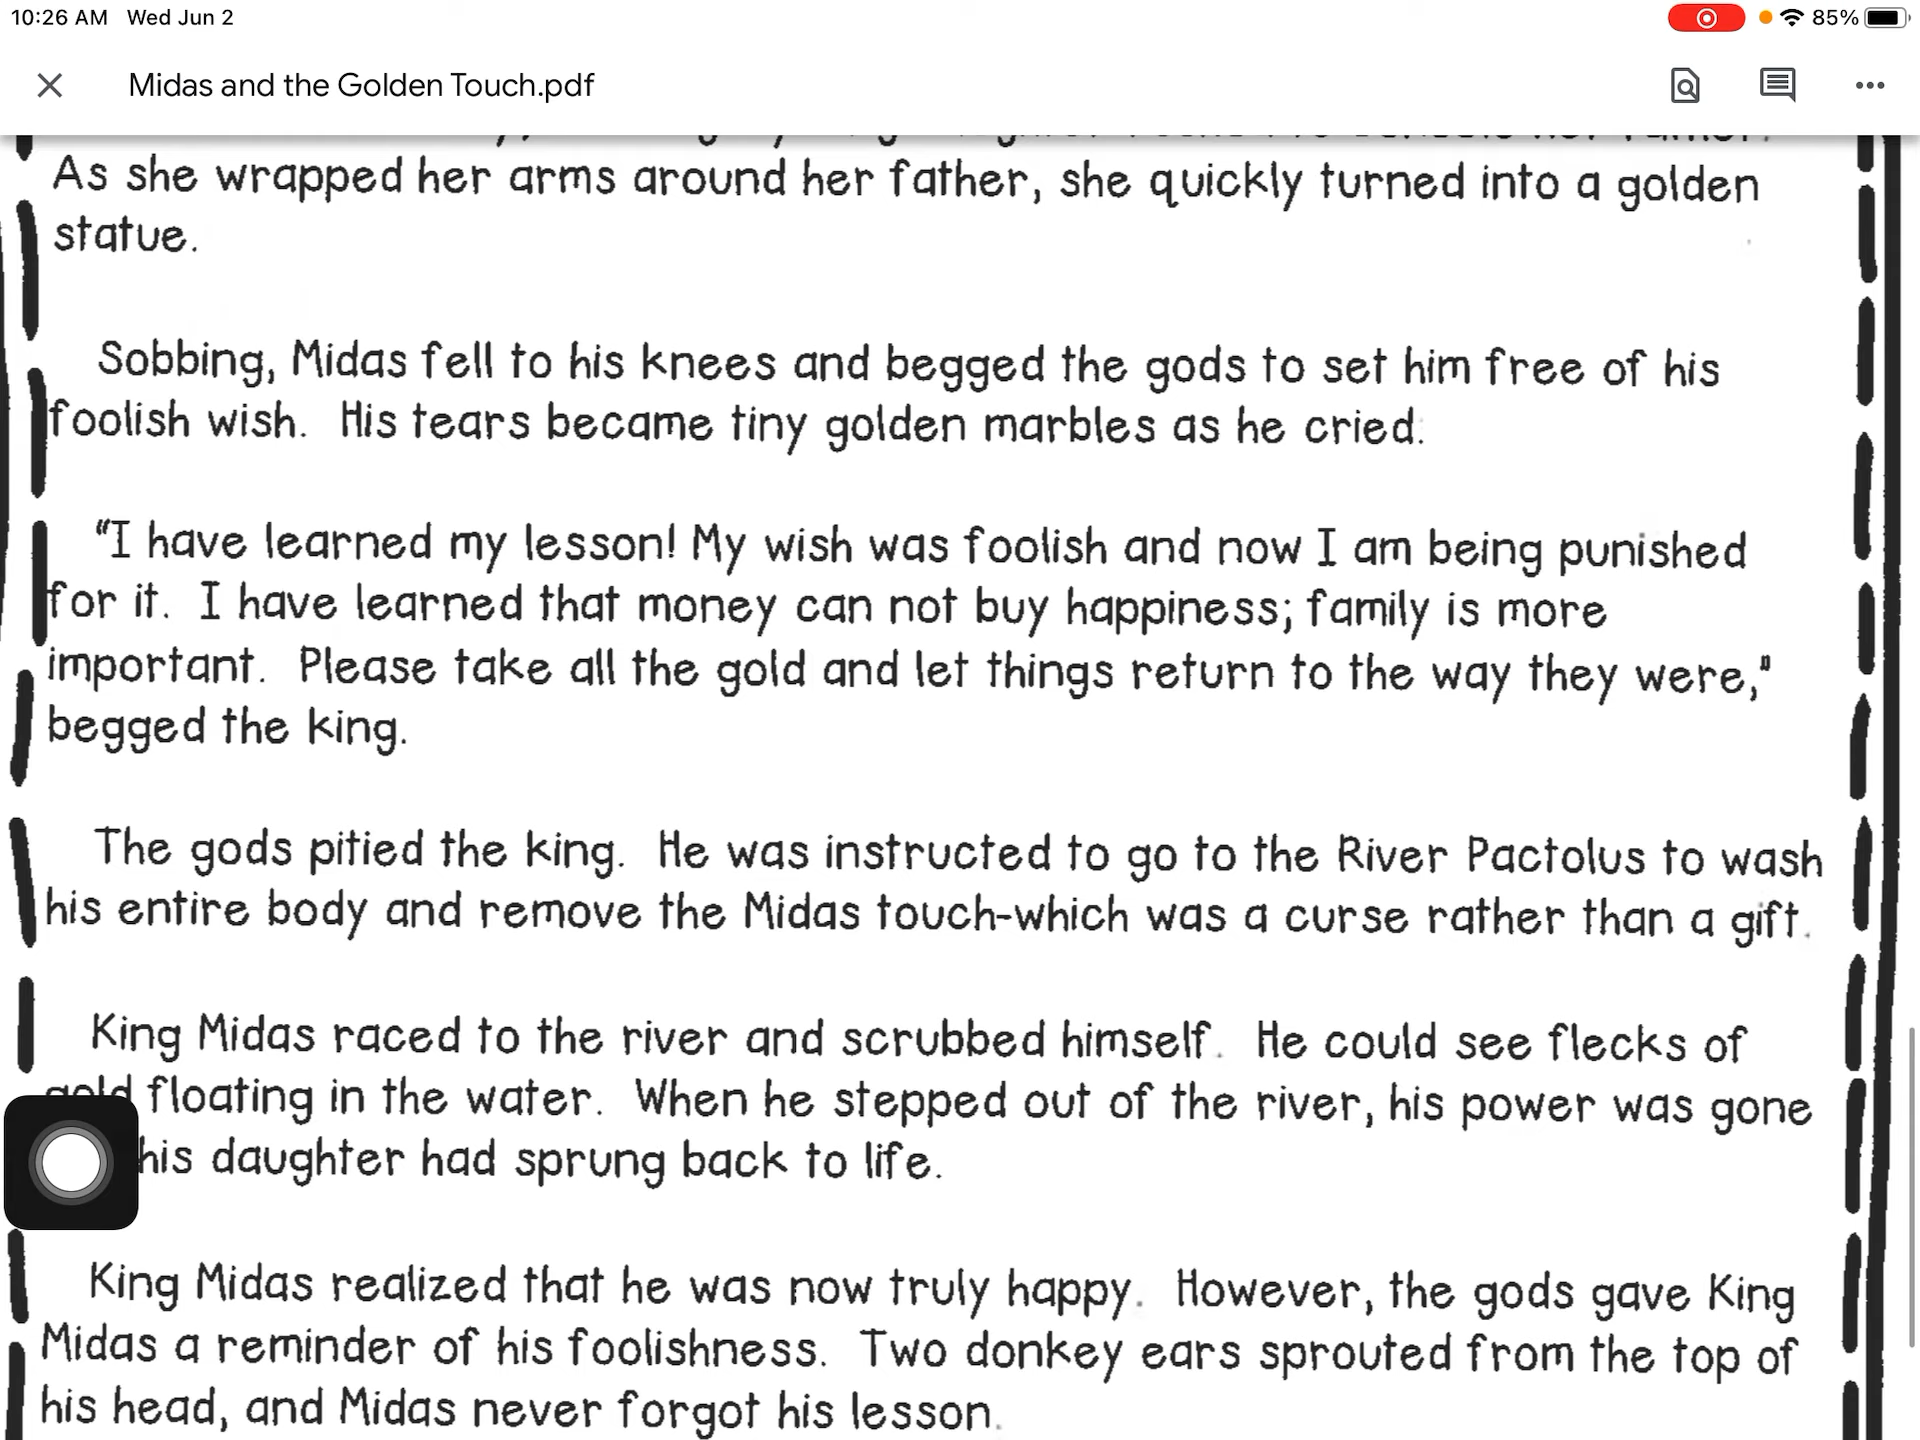 10:26 AM Wed Jun 2
85%
Midas and the Golden Touch.pdf
As she wrapped her arms around her father, she quickly turned into a golden
statue.
Sobbing, Midas fell to his knees and begged the gods to set him free of his
foolish wish. His tears became tiny golden marbles as he cried.
"I have learned my lesson! My wish was foolish and now I am being punished
for it. I have learned that money can not buy happiness; family is more
important. Please take all the gold and let things return to the way they were,"
begged the king.
The gods pitied the king. He was instructed to go to the River Pactolus to wash
his entire body and remove the Midas touch-which was a curse rather than a gift.
King Midas raced to the river and scrubbed himself. He could see flecks of
gold floating in the water. When he stepped out of the river, his power was gone
his daughter had sprung back to life.
King Midas realized that he was now truly happy. However, the gods gave King
Midas a reminder of his foolishness. Two donkey ears sprouted from the top of
his head, and Midas never forgot his lesson.